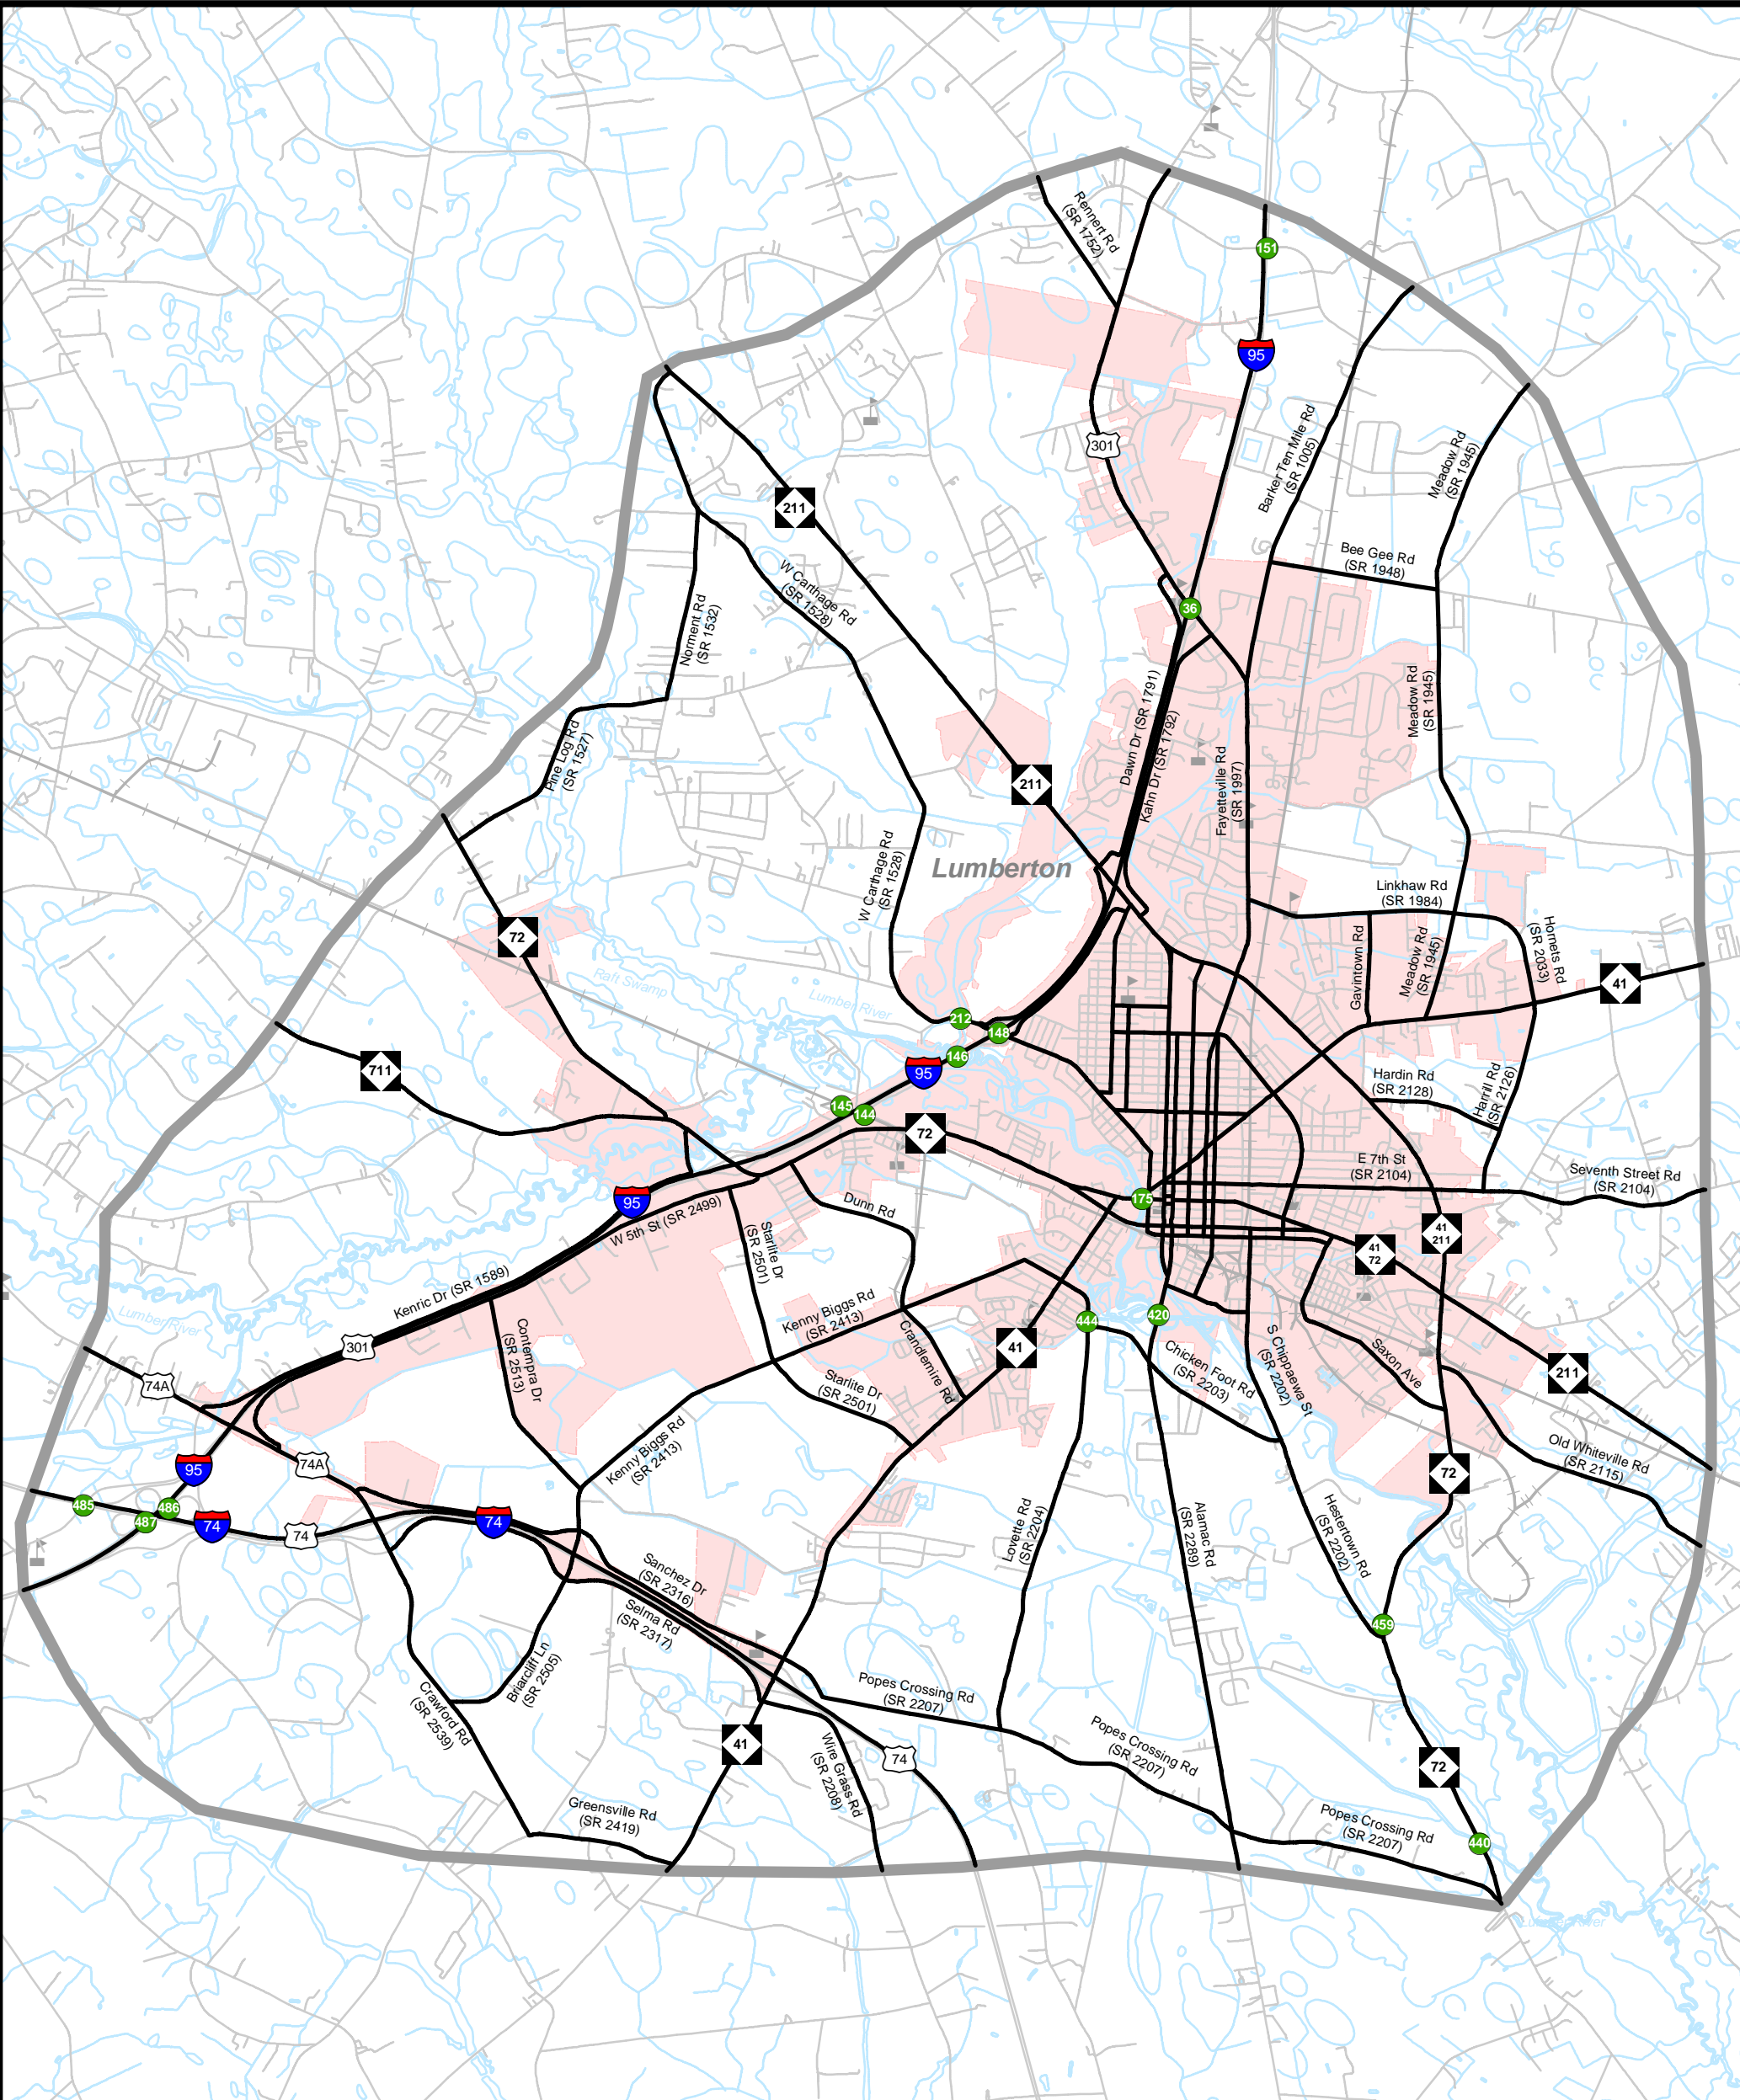 Rennert Rd
(SR 1752)
151
95
301
Barker Ten Mile Rd
(SR 1005)
Meadow Rd
(SR 1945)
211
Bee Gee Rd
(SR 1948)
W Carthage Rd
(SR 1528)
Norment Rd
(SR 1532)
36
Meadow Rd
(SR 1945)
Dawn Dr (SR 1791)
Kahn Dr (SR 1792)
Pine Log Rd
(SR 1527)
211
Fayetteville Rd
(SR 1997)
Lumberton
W Carthage Rd
(SR 1528)
Linkhaw Rd
(SR 1984)
72
Gavintown Rd
Meadow Rd
(SR 1945)
Hornets Rd
(SR 2033)
41
Raft Swamp
Lumber River
212
148
146
95
711
Hardin Rd
(SR 2128)
Harrill Rd
(SR 2126)
145
144
72
E 7th St
(SR 2104)
Seventh Street Rd
(SR 2104)
95
175
W 5th St (SR 2499)
Dunn Rd
Starlite Dr
(SR 2501)
41
211
41
72
Kenric Dr (SR 1589)
Kenny Biggs Rd
(SR 2413)
Lumber River
301
444
420
41
Contempra Dr
(SR 2513)
Crandlemire Rd
Chicken Foot Rd
(SR 2203)
S Chippaewa St
(SR 2202)
Saxon Ave
211
74A
Starlite Dr
(SR 2501)
Kenny Biggs Rd
(SR 2413)
Old Whiteville Rd
(SR 2115)
95
74A
72
485
486
487
74
74
74
Lovette Rd
(SR 2204)
Alamac Rd
(SR 2289)
Hestertown Rd
(SR 2202)
Sanchez Dr
(SR 2316)
Selma Rd
(SR 2317)
459
Briarcliff Ln
(SR 2505)
Crawford Rd
(SR 2539)
Popes Crossing Rd
(SR 2207)
41
Wire Grass Rd
(SR 2208)
74
Popes Crossing Rd
(SR 2207)
72
Greensville Rd
(SR 2419)
Popes Crossing Rd
(SR 2207)
440
Lumber River